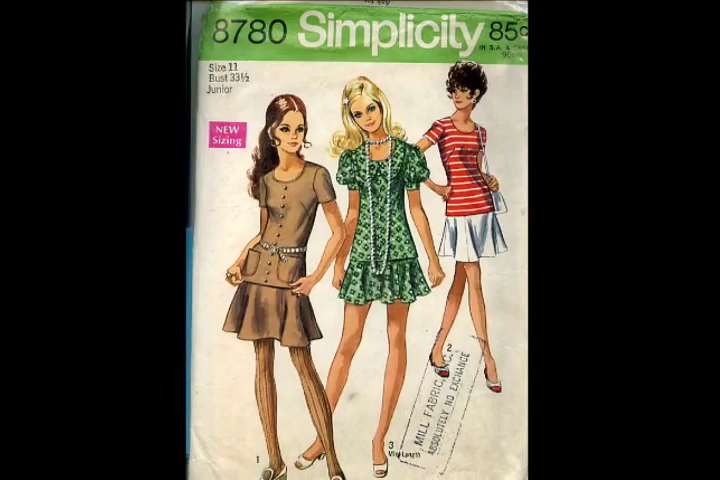 8780 Simplicity 85¢
IN S.A. &
Size 11
Bust 33½
Junior
NEW
Sizing
2
MILL FABRIC,
ABSOLUTELY NO EXCHANGE
3
Mini-Length
1